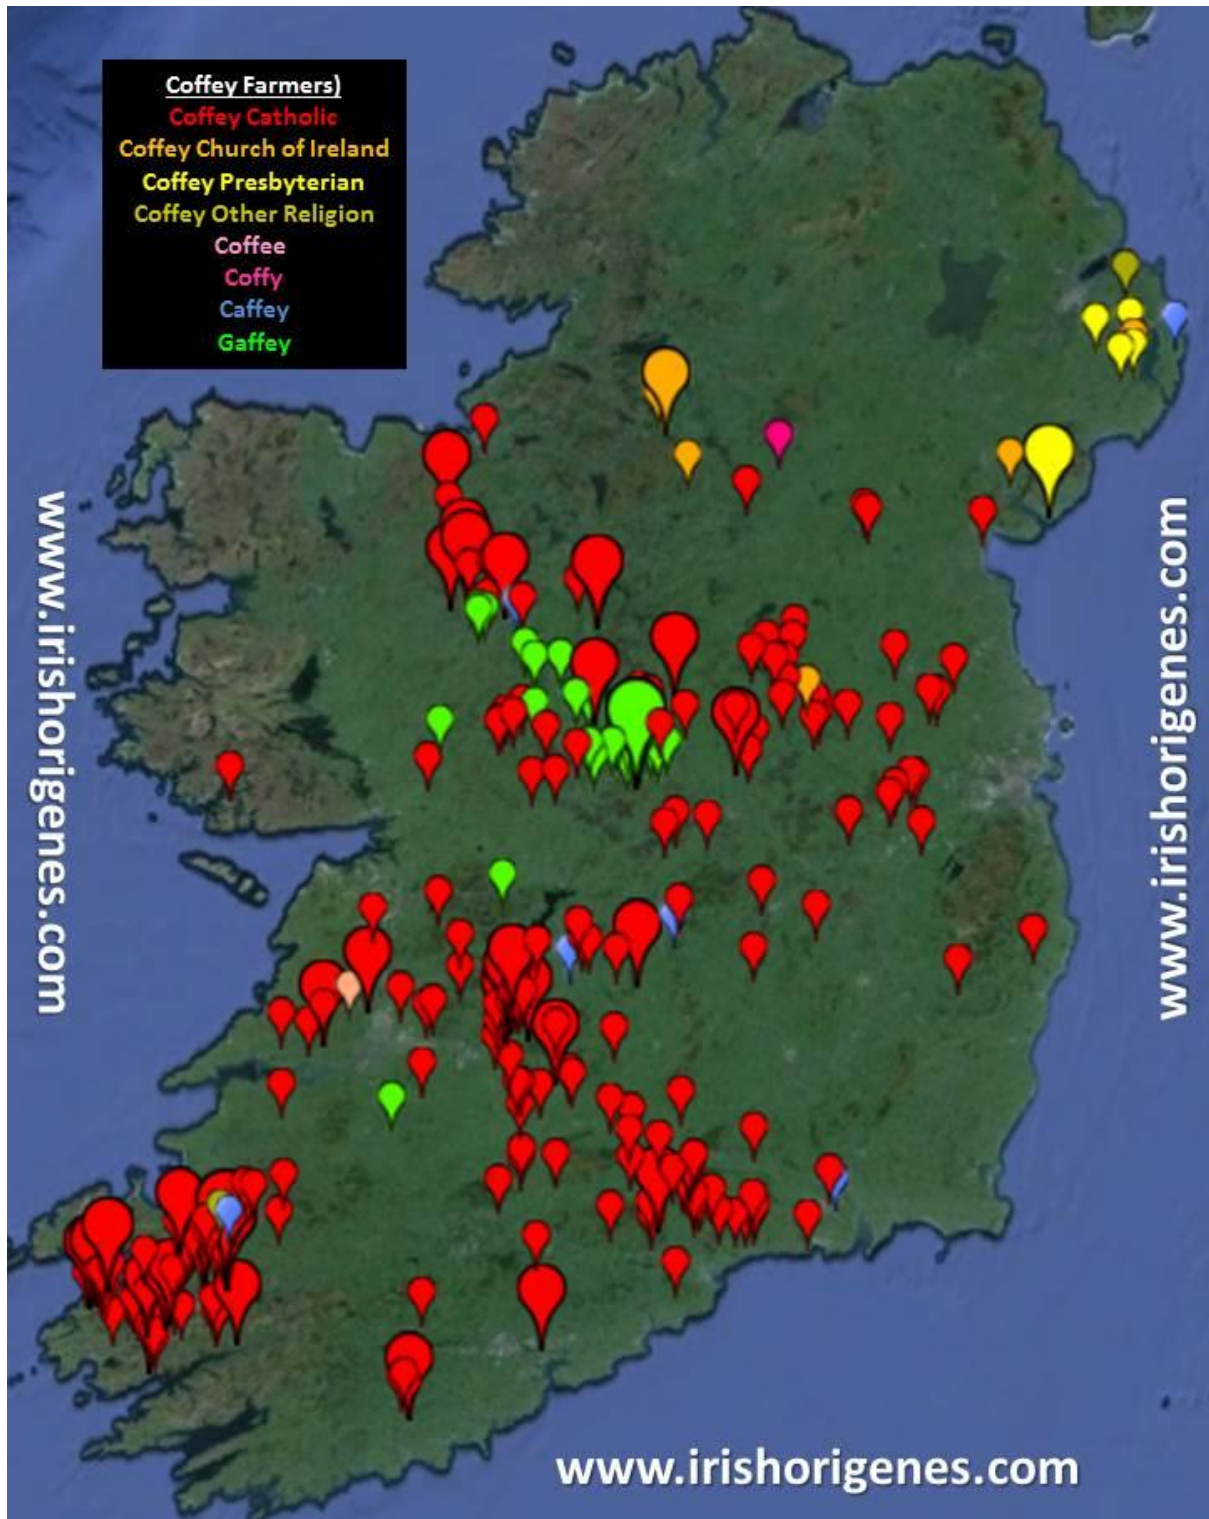 Coffey Farmers)
Coffey Catholic
Coffey Church of Ireland
Coffey Presbyterian
Coffey Other Religion
Coffee
Coffy
Caffey
Gaffey
www.irishorigenes.com
www.irishorigenes.com
www.irishorigenes.com